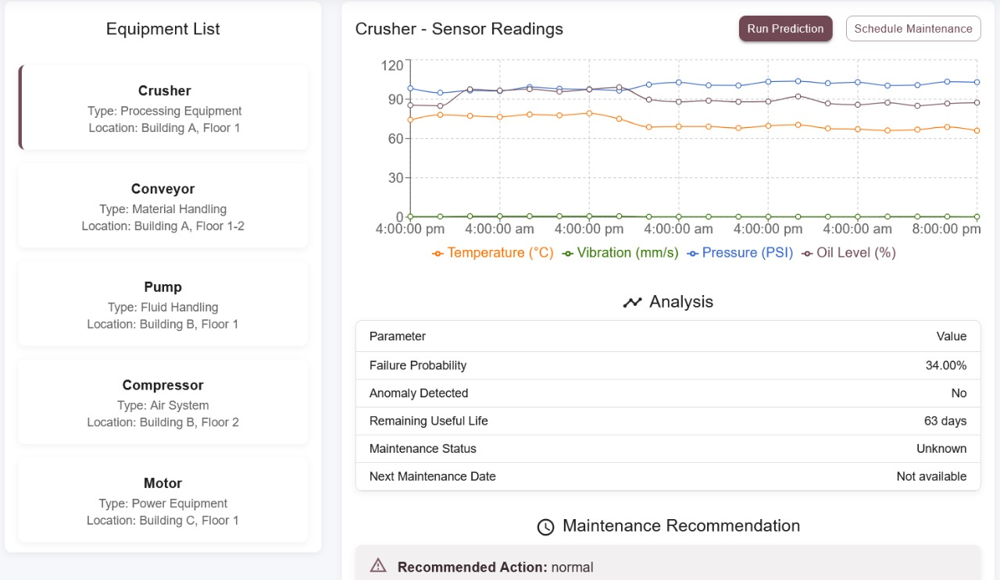 Equipment List
Crusher
Type: Processing Equipment
Location: Building A, Floor 1
Conveyor
Type: Material Handling
Location: Building A, Floor 1-2
Pump
Type: Fluid Handling
Location: Building B, Floor 1
Compressor
Type: Air System
Location: Building B, Floor 2
Motor
Type: Power Equipment
Location: Building C, Floor 1
Crusher - Sensor Readings
Run Prediction
Schedule Maintenance
120
90
60
30
0
4:00:00 pm 4:00:00 am 4:00:00 pm 4:00:00 am 4:00:00 pm 4:00:00 am 8:00:00 pm
Temperature (°C) Vibration (mm/s) Pressure (PSI) Oil Level (%)
Analysis
Parameter Value
Failure Probability 34.00%
Anomaly Detected No
Remaining Useful Life 63 days
Maintenance Status Unknown
Next Maintenance Date Not available
Maintenance Recommendation
Recommended Action: normal